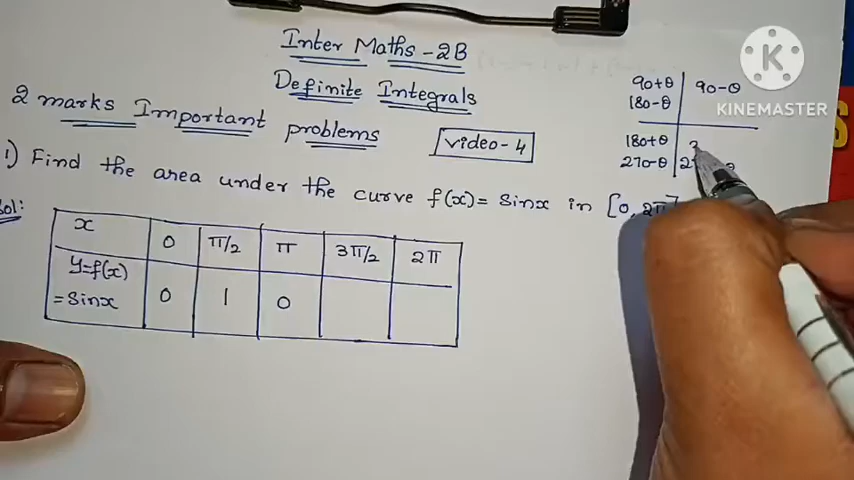 Inter Maths - 2B
Definite Integrals
2 marks Important problems
video - 4
90+θ 90-θ
180-θ
180+θ 3
270-θ
KINEMASTER
1) Find the area under the curve f(x) = sinx in [0, 2π]
Sol:
x 0 π/2 π 3π/2 2π
y=f(x)
=sinx 0 1 0